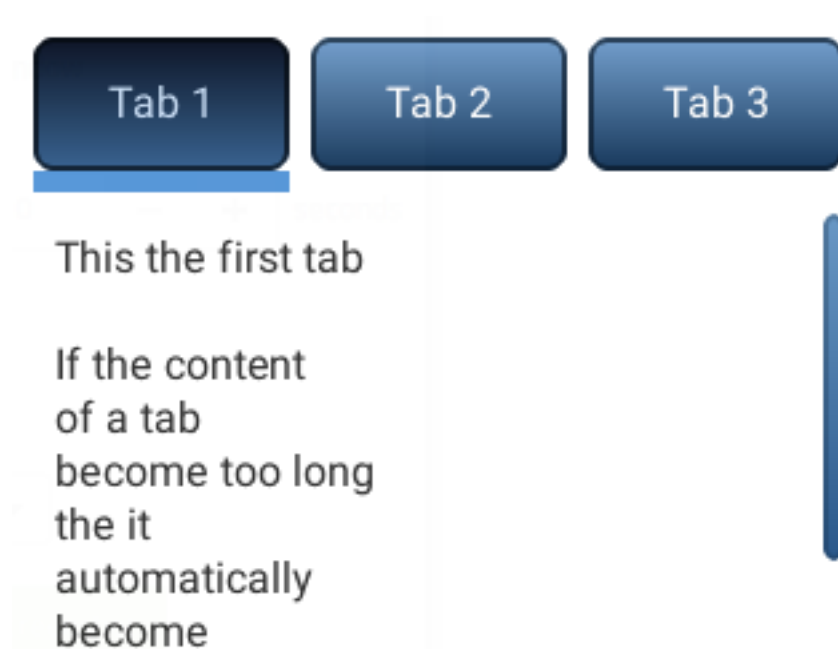 Tab 1 Tab 2 Tab 3
This the first tab
If the content
of a tab
become too long
the it
automatically
become